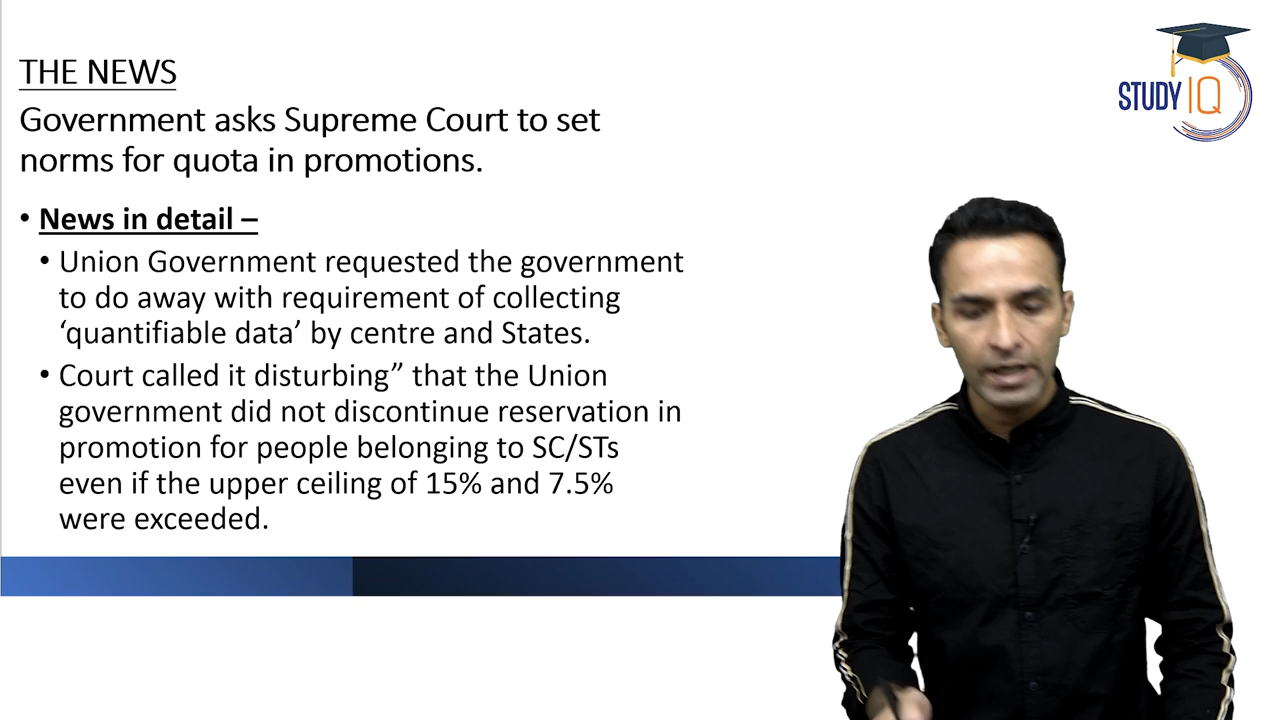 THE NEWS
Government asks Supreme Court to set
norms for quota in promotions.
• News in detail –
• Union Government requested the government
to do away with requirement of collecting
‘quantifiable data’ by centre and States.
• Court called it disturbing” that the Union
government did not discontinue reservation in
promotion for people belonging to SC/STs
even if the upper ceiling of 15% and 7.5%
were exceeded.
STUDY IQ